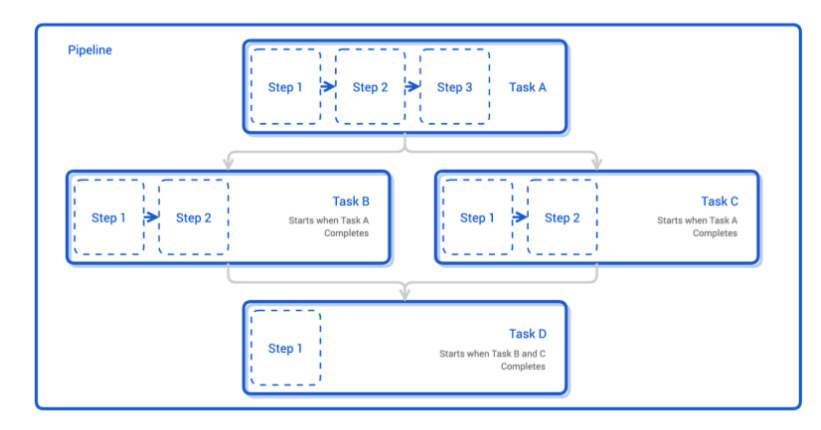 Pipeline
Step 1
Step 2
Step 3
Task A
Step 1
Step 2
Task B
Starts when Task A
Completes
Step 1
Step 2
Task C
Starts when Task A
Completes
Step 1
Task D
Starts when Task B and C
Completes